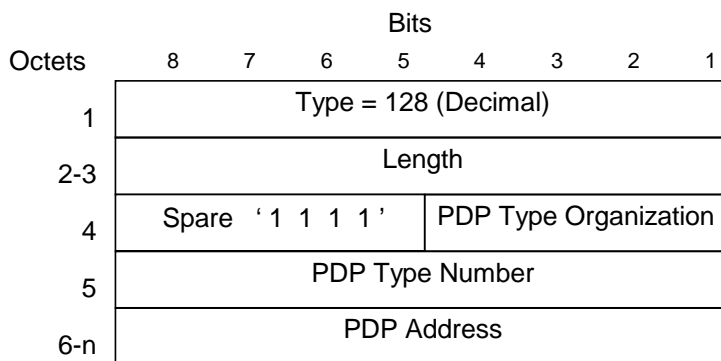 Bits
Octets 8 7 6 5 4 3 2 1
1 Type = 128 (Decimal)
2-3 Length
4 Spare ‘ 1 1 1 1 ’ PDP Type Organization
5 PDP Type Number
6-n PDP Address